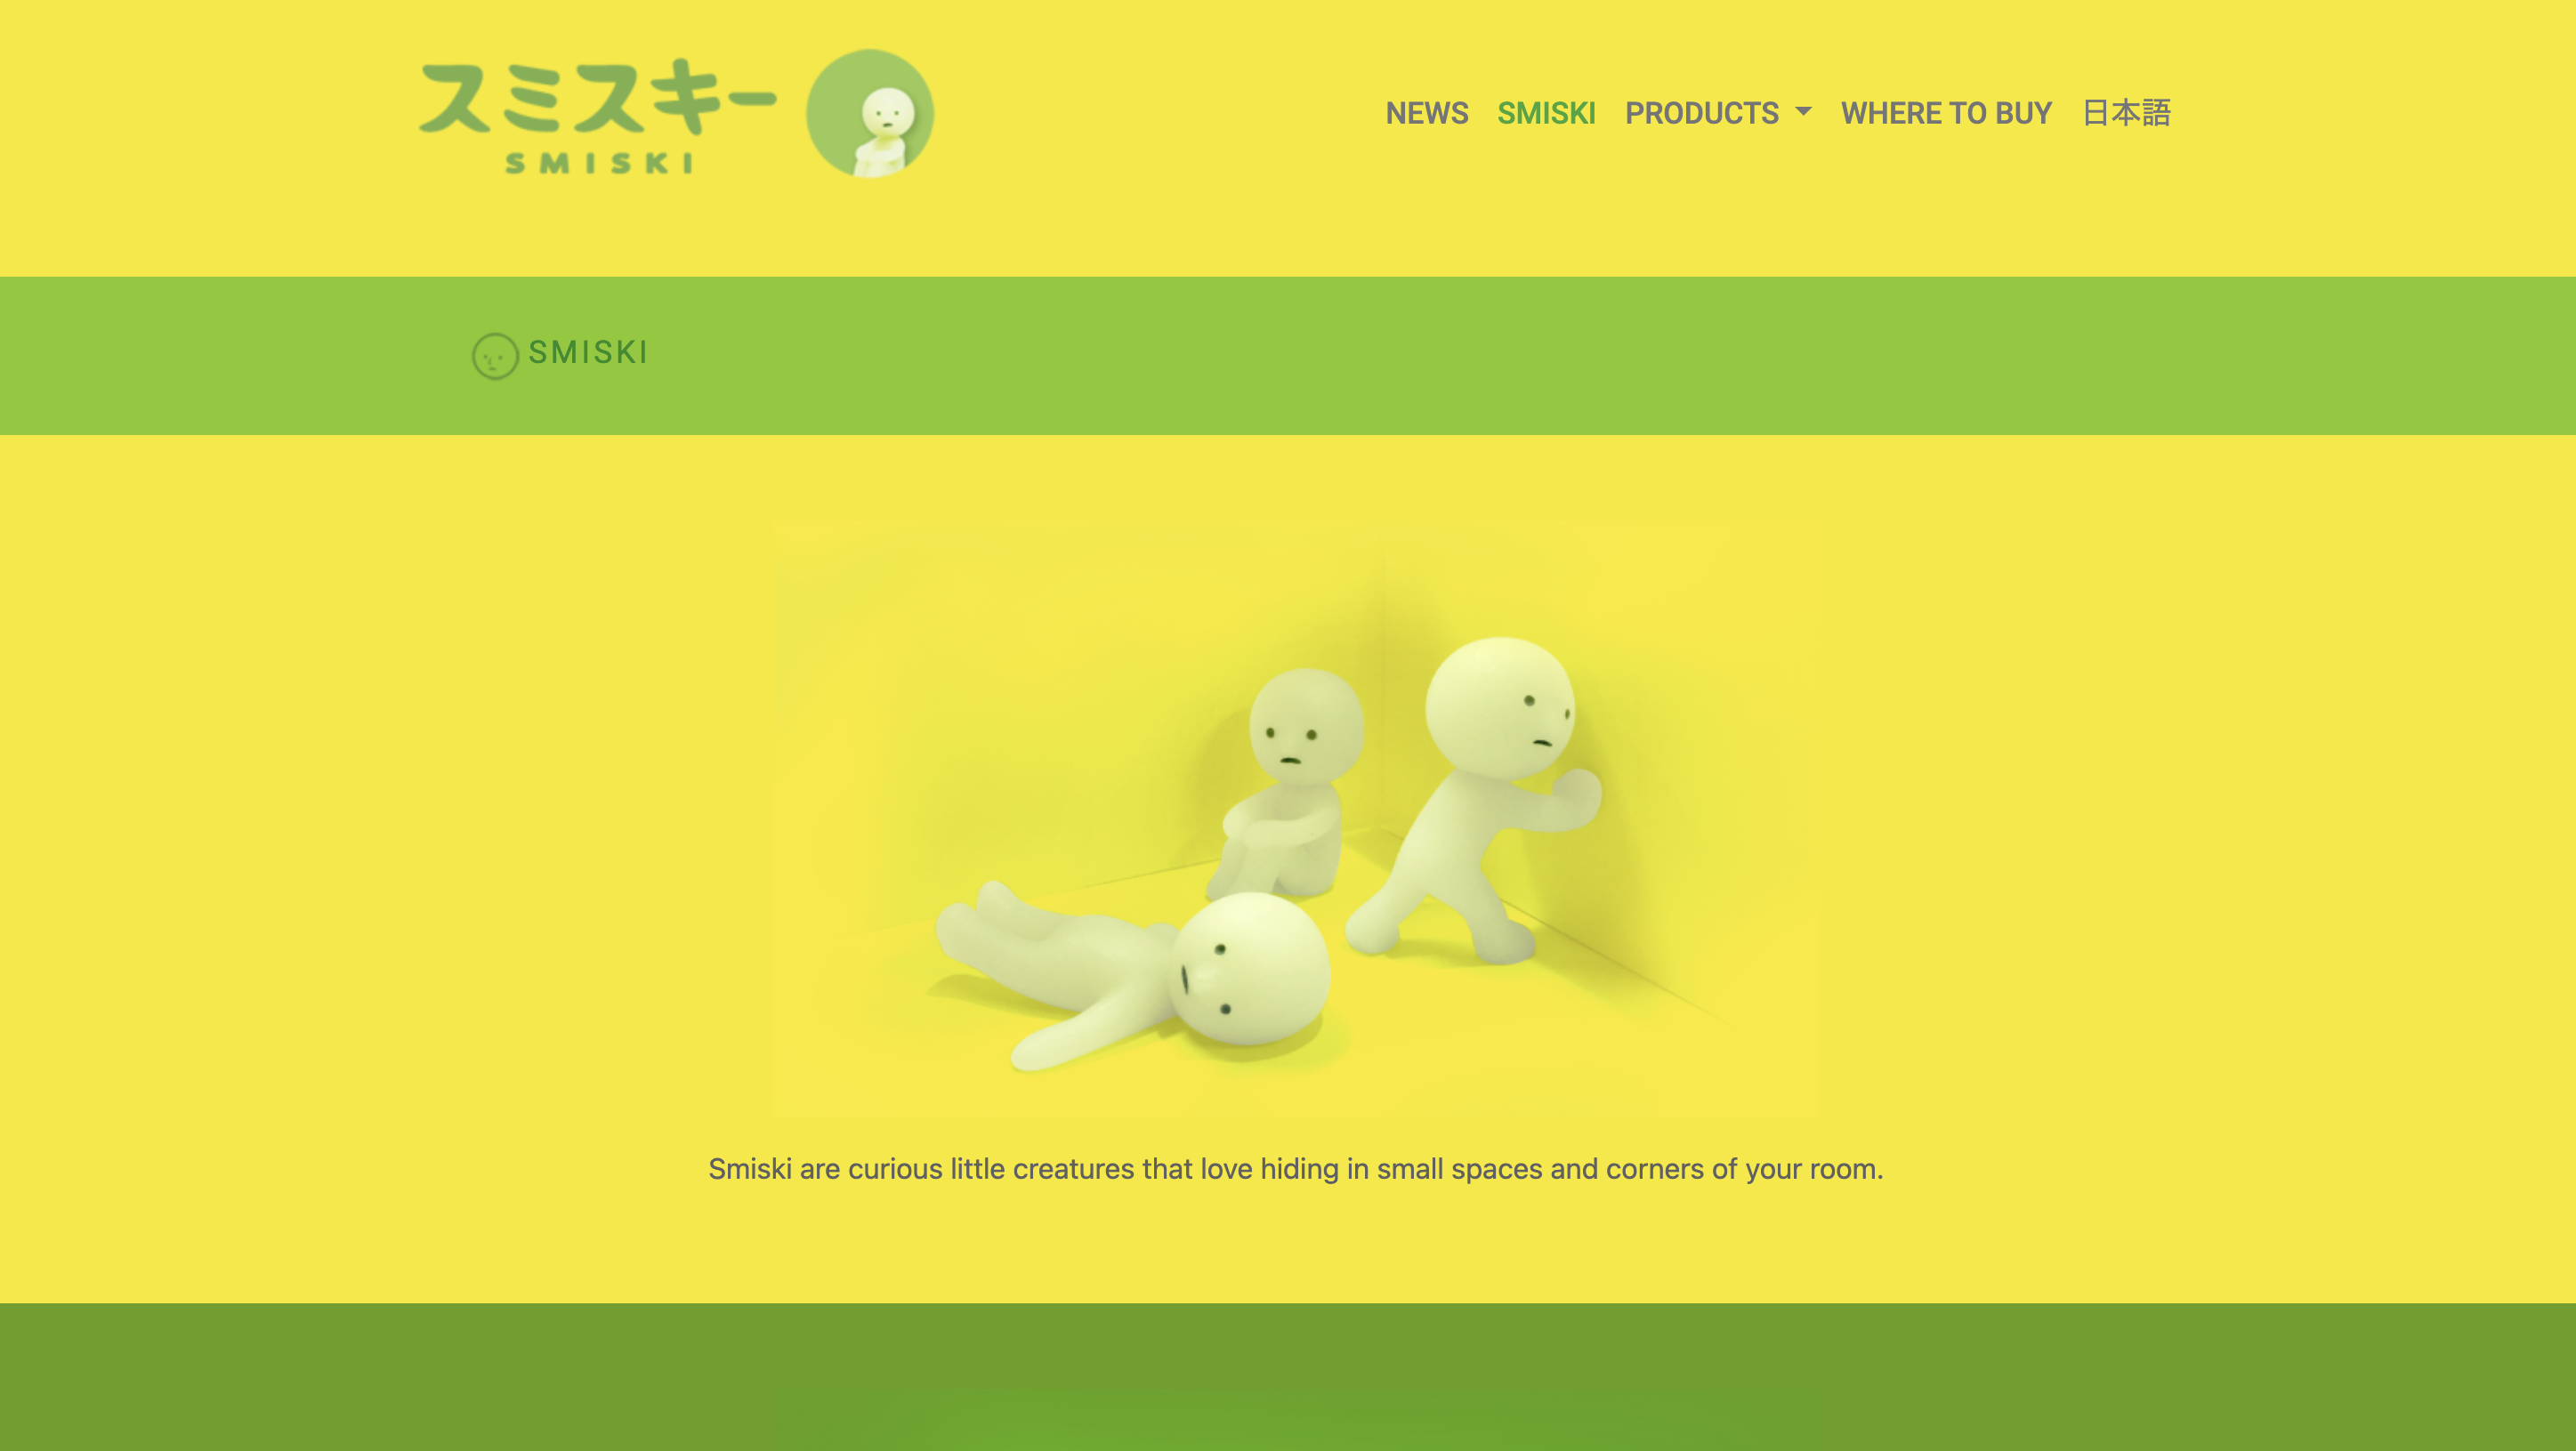 スミスキー
SMISKI
NEWS SMISKI PRODUCTS WHERE TO BUY 日本語
SMISKI
Smiski are curious little creatures that love hiding in small spaces and corners of your room.